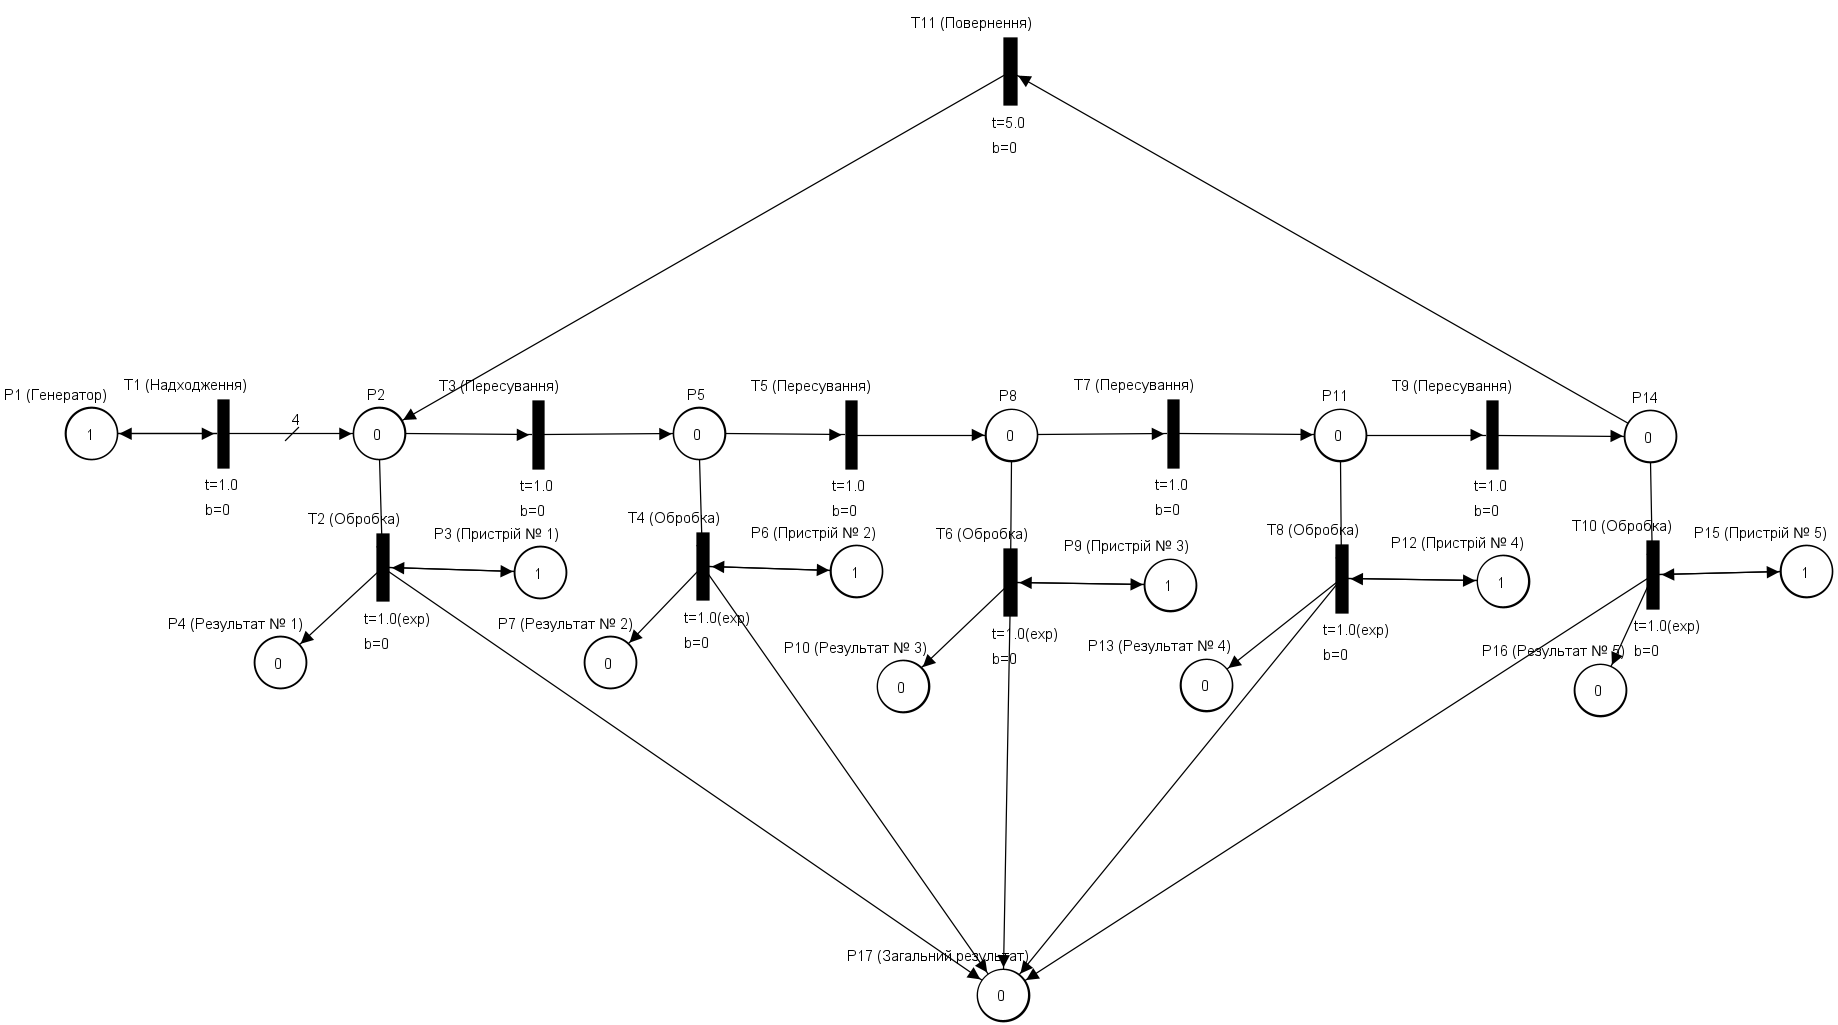 T11 (Повернення)
t=5.0
b=0
P1 (Генератор)
1
T1 (Надходження)
t=1.0
b=0
4
P2
0
T3 (Пересування)
t=1.0
b=0
P5
0
T5 (Пересування)
t=1.0
b=0
P8
0
T7 (Пересування)
t=1.0
b=0
P11
0
T9 (Пересування)
t=1.0
b=0
P14
0
T2 (Обробка)
t=1.0(exp)
b=0
P3 (Пристрій № 1)
1
P4 (Результат № 1)
0
T4 (Обробка)
t=1.0(exp)
b=0
P6 (Пристрій № 2)
1
P7 (Результат № 2)
0
T6 (Обробка)
t=1.0(exp)
b=0
P9 (Пристрій № 3)
1
P10 (Результат № 3)
0
T8 (Обробка)
t=1.0(exp)
b=0
P12 (Пристрій № 4)
1
P13 (Результат № 4)
0
T10 (Обробка)
t=1.0(exp)
b=0
P15 (Пристрій № 5)
1
P16 (Результат № 5)
0
P17 (Загальний результат)
0